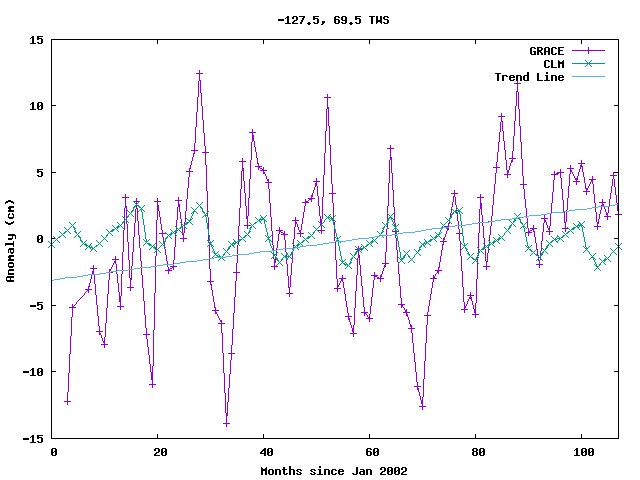 -127.5, 69.5 TWS
GRACE
CLM
Trend Line
15
10
5
0
-5
-10
-15
Anomaly (cm)
0 20 40 60 80 100
Months since Jan 2002